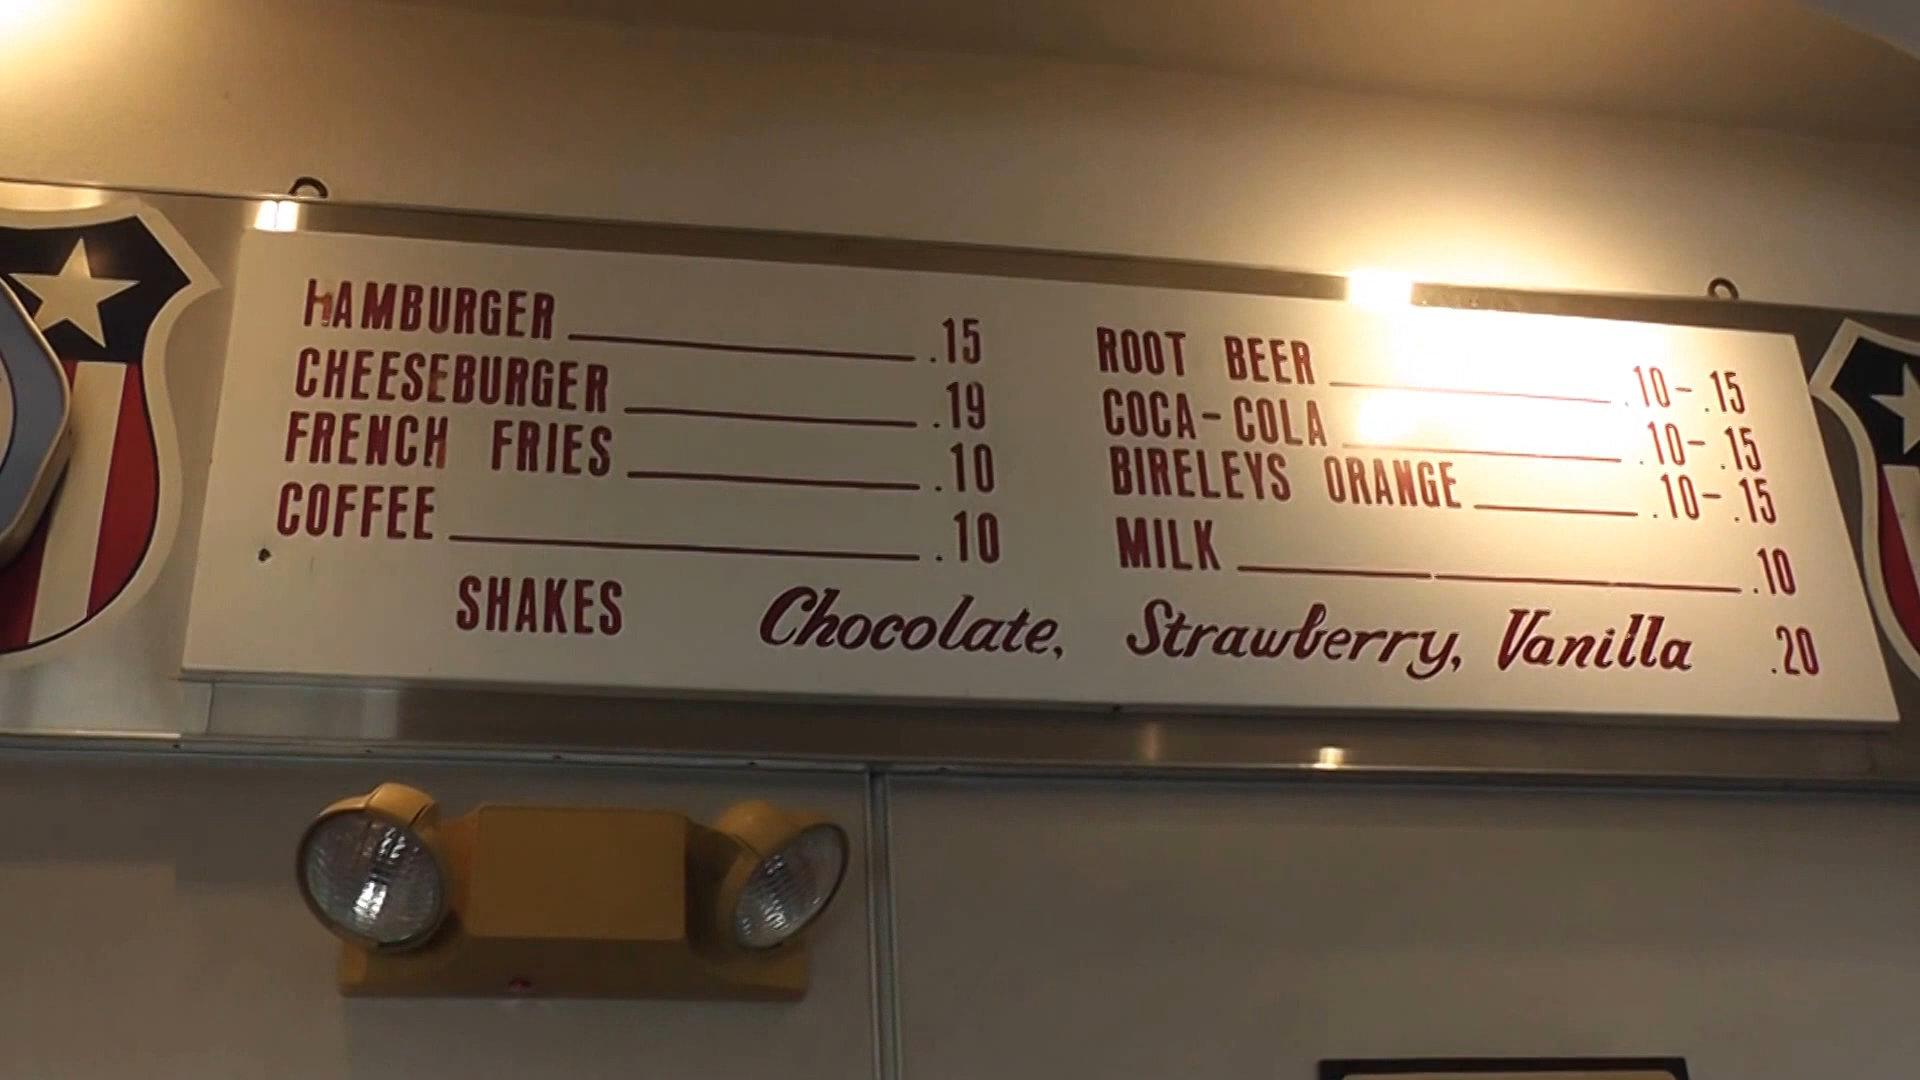 HAMBURGER .15
CHEESEBURGER .19
FRENCH FRIES .10
COFFEE .10
ROOT BEER .10-.15
COCA-COLA .10-.15
BIRELEYS ORANGE .10-.15
MILK .10
SHAKES Chocolate, Strawberry, Vanilla .20